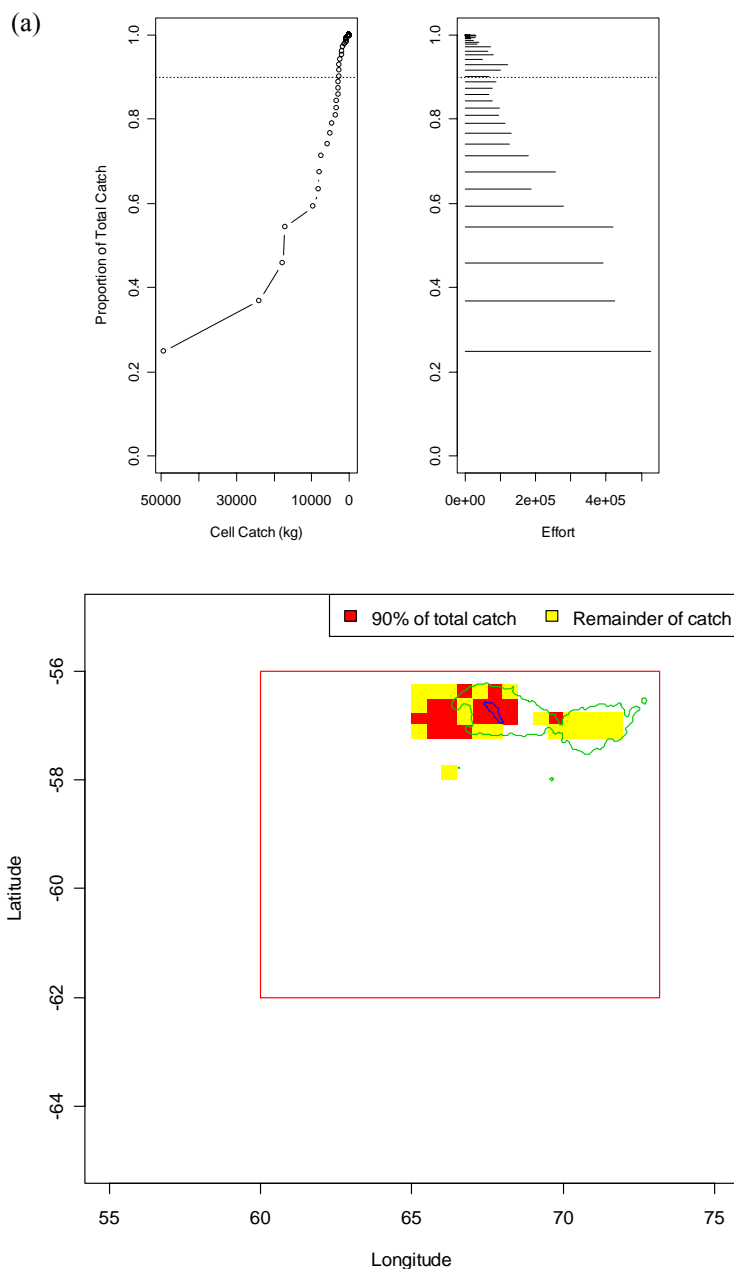 (a)
Proportion of Total Catch
1.0
0.8
0.6
0.4
0.2
0.0
50000 30000 10000 0
Cell Catch (kg)
1.0
0.8
0.6
0.4
0.2
0.0
0e+00 2e+05 4e+05
Effort
90% of total catch Remainder of catch
Latitude
-56
-58
-60
-62
-64
55 60 65 70 75
Longitude